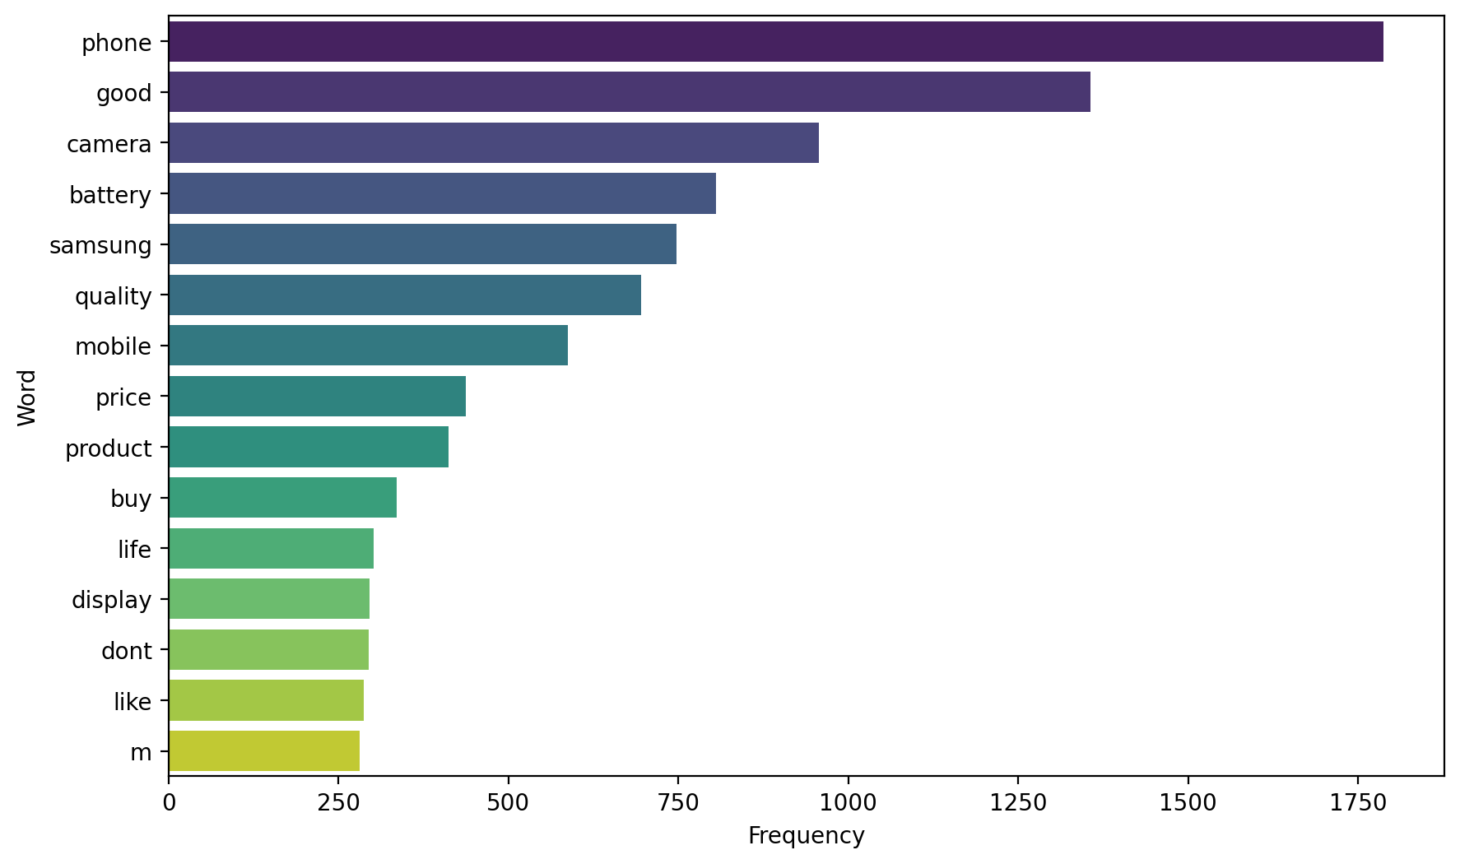 phone
good
camera
battery
samsung
quality
mobile
price
product
buy
life
display
dont
like
m
Word
0 250 500 750 1000 1250 1500 1750
Frequency